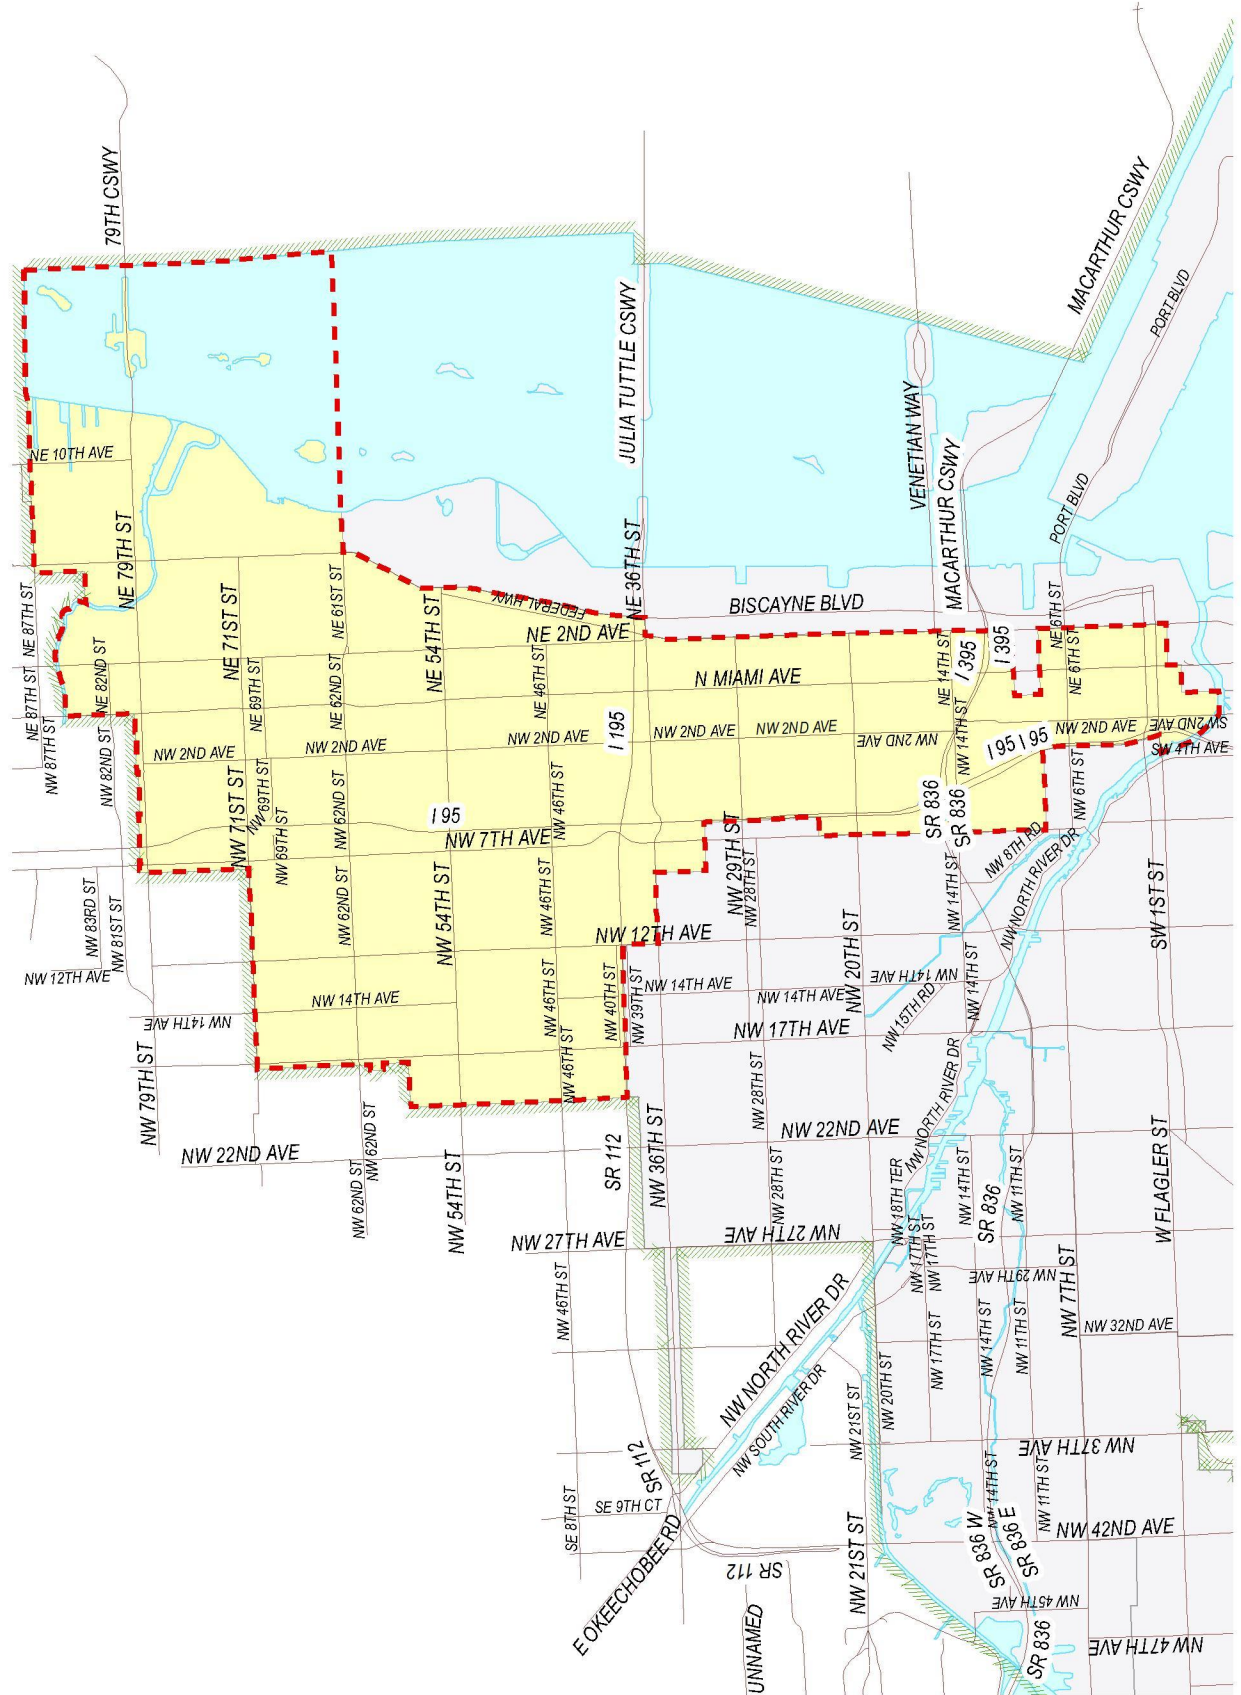 79TH CSWY
MACARTHUR CSWY
PORT BLVD
JULIA TUTTLE CSWY
VENETIAN WAY
MACARTHUR CSWY
PORT BLVD
NE 10TH AVE
NE 79TH ST
NE 36TH ST
NE 87TH ST
NE 71ST ST
NE 61ST ST
NE 54TH ST
FEDERAL HWY
BISCAYNE BLVD
NE 2ND AVE
NE 6TH ST
I 395
I 395
NE 87TH ST
NE 82ND ST
NE 69TH ST
NE 62ND ST
NE 46TH ST
N MIAMI AVE
NE 14TH ST
NE 6TH ST
NW 87TH ST
NW 82ND ST
NW 2ND AVE
NW 2ND AVE
NW 2ND AVE
I 195
NW 2ND AVE
NW 2ND AVE
NW 2ND AVE
NW 14TH ST
I 95
I 95
NW 2ND AVE
SW 2ND AVE
SW 4TH AVE
NW 71ST ST
NW 69TH ST
NW 69TH ST
NW 62ND ST
I 95
NW 7TH AVE
NW 46TH ST
SR 836
SR 836
NW 6TH ST
NW 8TH RD
NW NORTH RIVER DR
NW 29TH ST
NW 28TH ST
NW 83RD ST
NW 81ST ST
NW 62ND ST
NW 54TH ST
NW 46TH ST
NW 12TH AVE
NW 20TH ST
NW 14TH ST
SW 1ST ST
NW 12TH AVE
NW 14TH AVE
NW 14TH AVE
NW 46TH ST
NW 40TH ST
NW 39TH ST
NW 14TH AVE
NW 14TH AVE
NW 14TH AVE
NW 15TH RD
NW 14TH ST
NW 17TH AVE
NW 79TH ST
NW 46TH ST
NW 28TH ST
NW NORTH RIVER DR
NW 22ND AVE
NW 62ND ST
NW 62ND ST
NW 54TH ST
SR 112
NW 36TH ST
NW 22ND AVE
NW 28TH ST
NW 18TH TER
NW 14TH ST
NW 11TH ST
SR 836
W FLAGLER ST
NW 27TH AVE
NW 27TH AVE
NW 17TH ST
NW 17TH ST
NW 29TH AVE
NW 46TH ST
NW NORTH RIVER DR
NW SOUTH RIVER DR
NW 17TH ST
NW 14TH ST
NW 11TH ST
NW 7TH ST
NW 32ND AVE
NW 21ST ST
NW 20TH ST
NW 37TH AVE
SR 112
SE 9TH CT
SE 8TH ST
E OKEECHOBEE RD
NW 14TH ST
NW 11TH ST
NW 42ND AVE
SR 836 W
SR 836 E
SR 112
NW 21ST ST
NW 45TH AVE
UNNAMED
SR 836
NW 47TH AVE